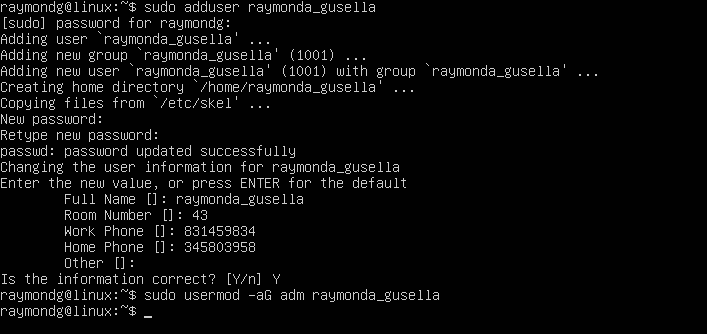 raymondg@linux:~$ sudo adduser raymonda_gusella
[sudo] password for raymondg:
Adding user `raymonda_gusella' ...
Adding new group `raymonda_gusella' (1001) ...
Adding new user `raymonda_gusella' (1001) with group `raymonda_gusella' ...
Creating home directory `/home/raymonda_gusella' ...
Copying files from `/etc/skel' ...
New password:
Retype new password:
passwd: password updated successfully
Changing the user information for raymonda_gusella
Enter the new value, or press ENTER for the default
Full Name []: raymonda_gusella
Room Number []: 43
Work Phone []: 831459834
Home Phone []: 345803958
Other []:
Is the information correct? [Y/n] Y
raymondg@linux:~$ sudo usermod -aG adm raymonda_gusella
raymondg@linux:~$ _